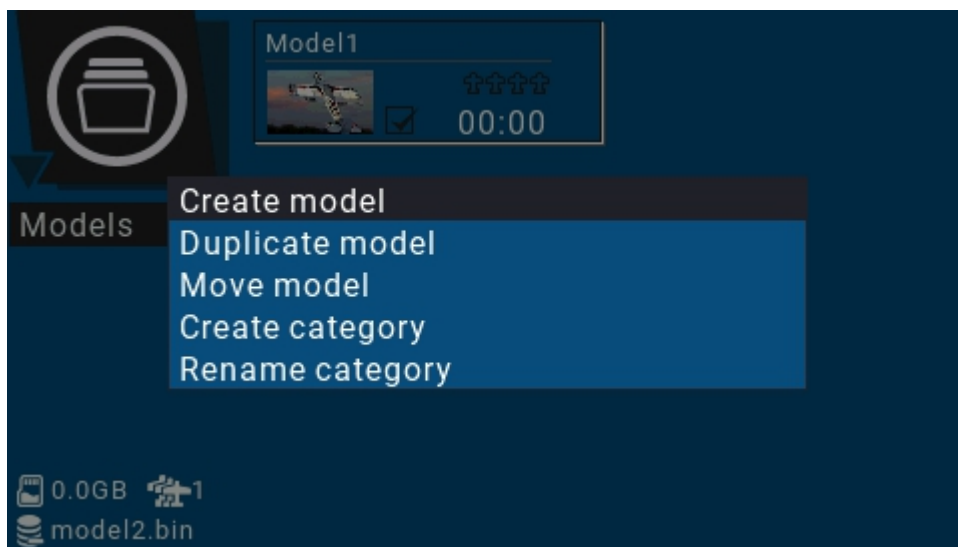 Model1
00:00
Models
Create model
Duplicate model
Move model
Create category
Rename category
0.0GB 1
model2.bin